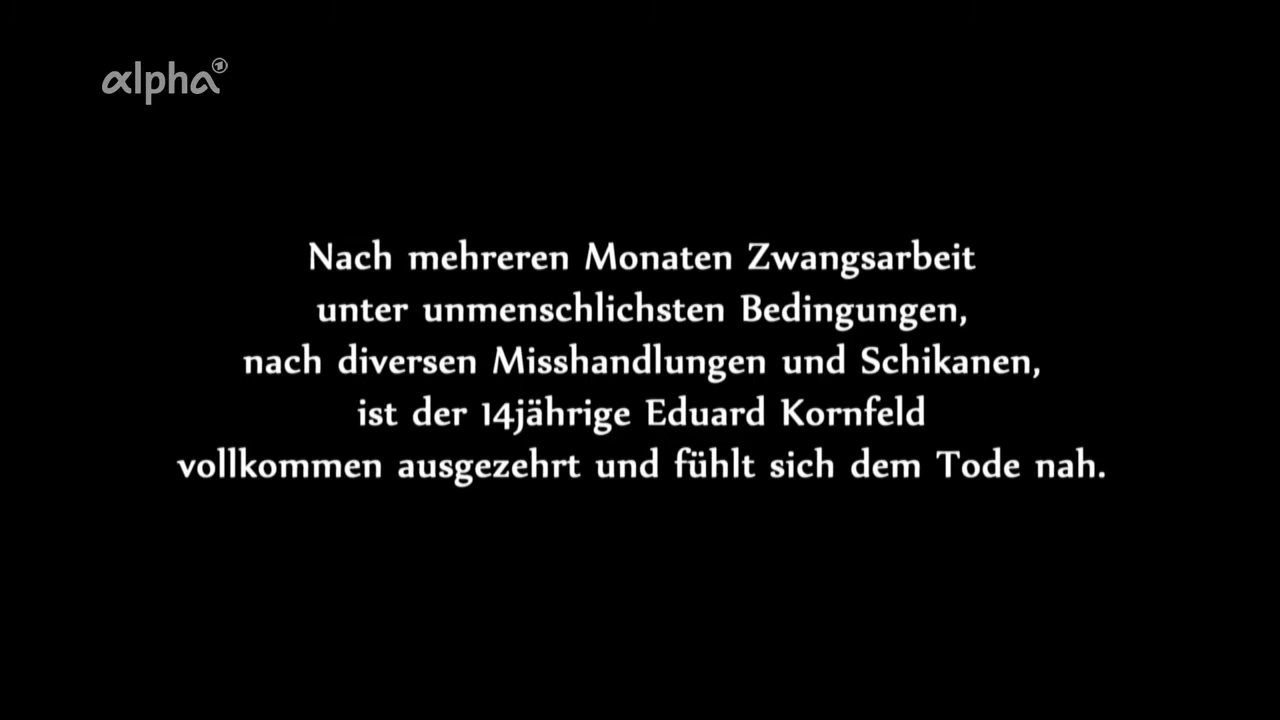 alpha
Nach mehreren Monaten Zwangsarbeit
unter unmenschlichsten Bedingungen,
nach diversen Misshandlungen und Schikanen,
ist der 14jährige Eduard Kornfeld
vollkommen ausgezehrt und fühlt sich dem Tode nah.